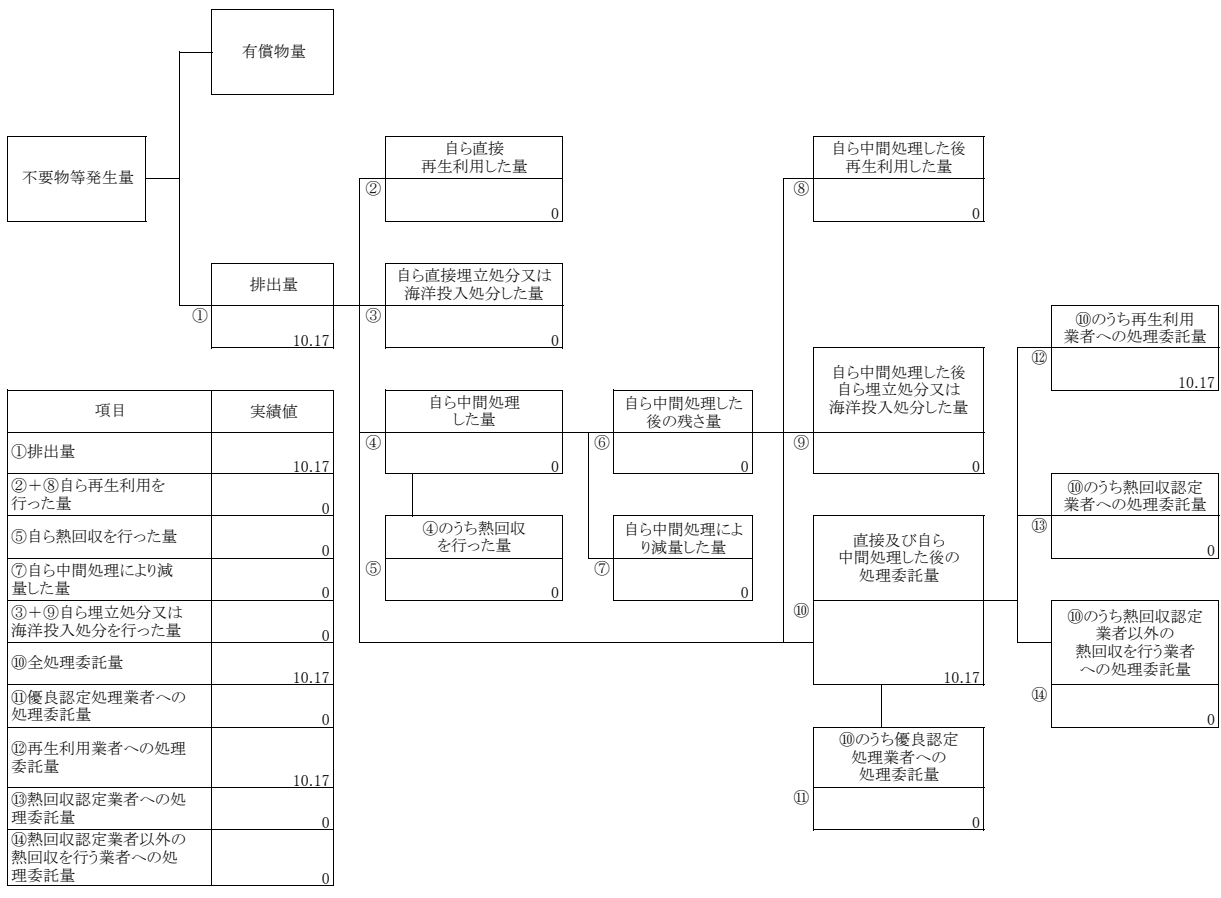 有償物量
不要物等発生量
自ら直接
再生利用した量
②
0
自ら中間処理した後
再生利用した量
⑧
0
排出量
①
10.17
自ら直接埋立処分又は
海洋投入処分した量
③
0
⑩のうち再生利用
業者への処理委託量
⑫
10.17
自ら中間処理
した量
④
0
自ら中間処理した
後の残さ量
⑥
0
自ら中間処理した後
自ら埋立処分又は
海洋投入処分した量
⑨
0
⑩のうち熱回収認定
業者への処理委託量
⑬
0
④のうち熱回収
を行った量
⑤
0
自ら中間処理によ
り減量した量
⑦
0
直接及び自ら
中間処理した後の
処理委託量
⑩
10.17
⑩のうち熱回収認定
業者以外の
熱回収を行う業者
への処理委託量
⑭
0
⑩のうち優良認定
処理業者への
処理委託量
⑪
0
項目 実績値
①排出量
10.17
②＋⑧自ら再生利用を
行った量
0
⑤自ら熱回収を行った量
0
⑦自ら中間処理により減
量した量
0
③＋⑨自ら埋立処分又は
海洋投入処分を行った量
0
⑩全処理委託量
10.17
⑪優良認定処理業者への
処理委託量
0
⑫再生利用業者への処理
委託量
10.17
⑬熱回収認定業者への処
理委託量
0
⑭熱回収認定業者以外の
熱回収を行う業者への処
理委託量
0